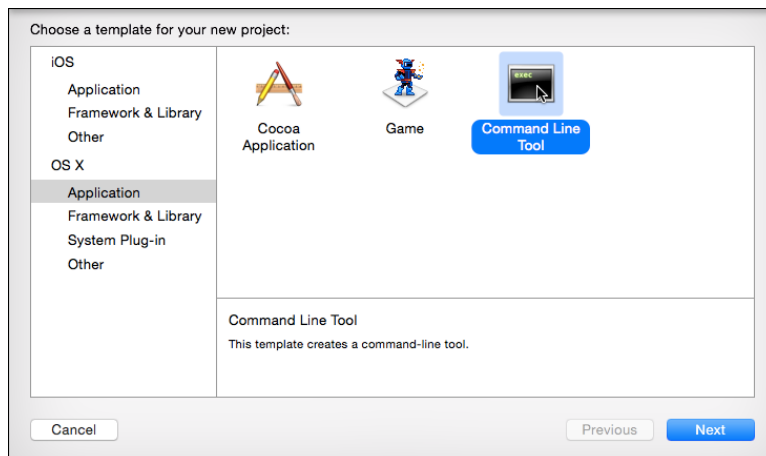 Choose a template for your new project:
iOS
Application
Framework & Library
Other
OS X
Application
Framework & Library
System Plug-in
Other
Cocoa
Application
Game
exec
Command Line
Tool
Command Line Tool
This template creates a command-line tool.
Cancel
Previous
Next